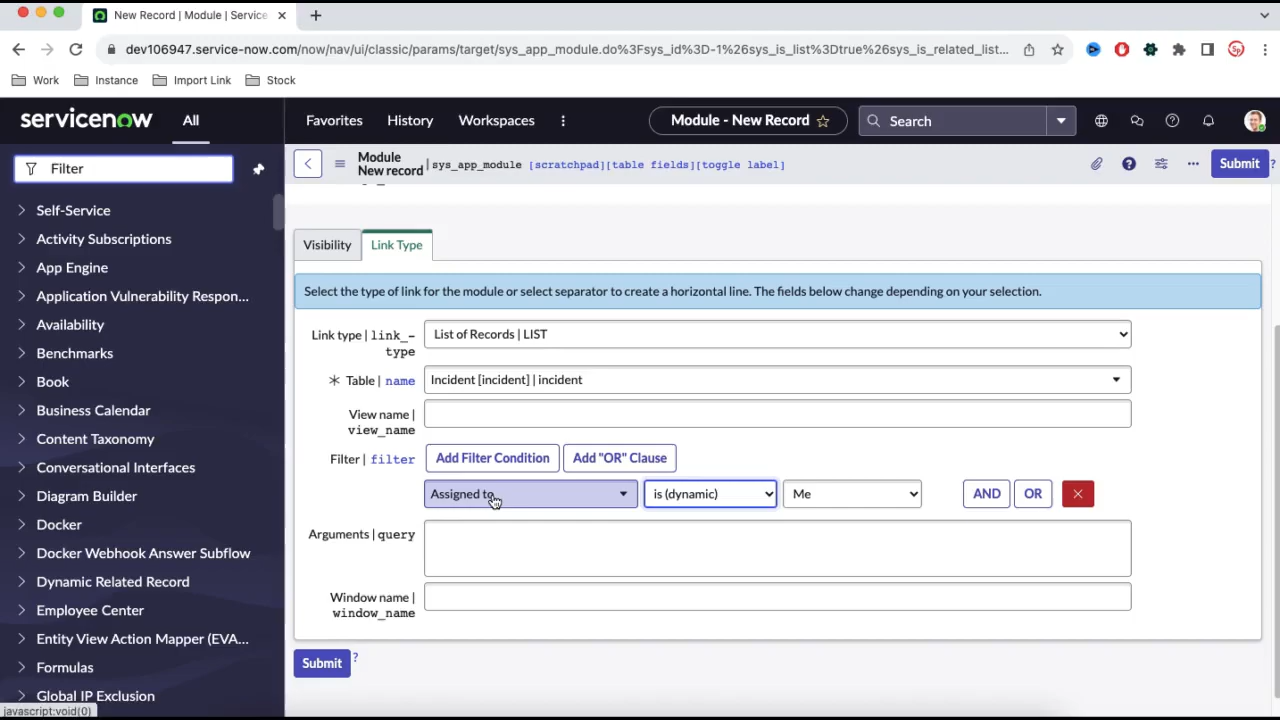 New Record | Module | Service
dev106947.service-now.com/now/nav/ui/classic/params/target/sys_app_module.do%3Fsys_id%3D-1%26sys_is_list%3Dtrue%26sys_is_related_list...
Work Instance Import Link Stock
servicenow All Favorites History Workspaces Module - New Record Search
Filter
Module
New record | sys_app_module [scratchpad][table fields][toggle label] Submit ?
Self-Service
Activity Subscriptions
App Engine
Application Vulnerability Respon...
Availability
Benchmarks
Book
Business Calendar
Content Taxonomy
Conversational Interfaces
Diagram Builder
Docker
Docker Webhook Answer Subflow
Dynamic Related Record
Employee Center
Entity View Action Mapper (EVA...
Formulas
Global IP Exclusion
javascript:void(0)
Visibility Link Type
Select the type of link for the module or select separator to create a horizontal line. The fields below change depending on your selection.
Link type | link_-
type
List of Records | LIST
Table | name Incident [incident] | incident
View name |
view_name
Filter | filter Add Filter Condition Add "OR" Clause
Assigned to is (dynamic) Me AND OR
Arguments | query
Window name |
window_name
Submit ?